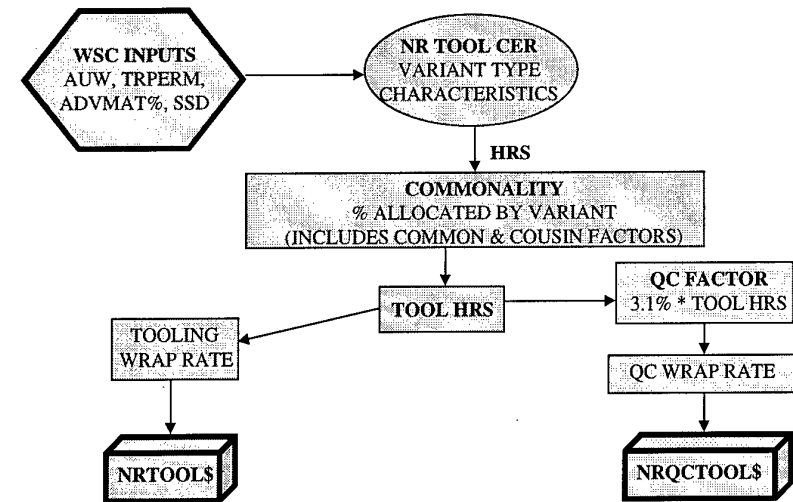 WSC INPUTS
AUW, TRPERM,
ADVMAT%, SSD
NR TOOL CER
VARIANT TYPE
CHARACTERISTICS
HRS
COMMONALITY
% ALLOCATED BY VARIANT
(INCLUDES COMMON & COUSIN FACTORS)
TOOL HRS
QC FACTOR
3.1% * TOOL HRS
TOOLING
WRAP RATE
QC WRAP RATE
NRTOOL$
NRQCTOOL$